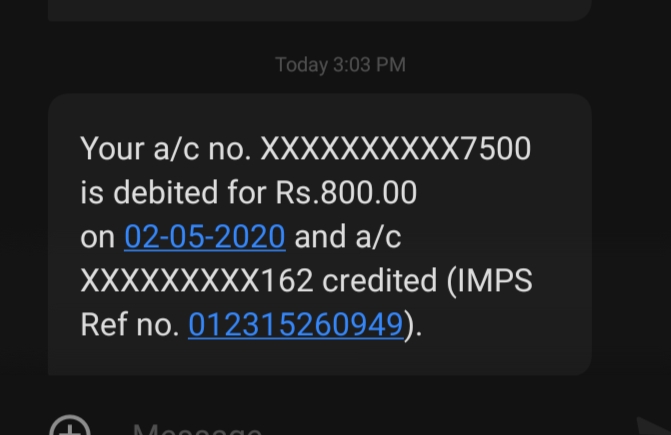 Today 3:03 PM
Your a/c no. XXXXXXXXXX7500
is debited for Rs.800.00
on 02-05-2020 and a/c
XXXXXXXXX162 credited (IMPS
Ref no. 012315260949).
Message